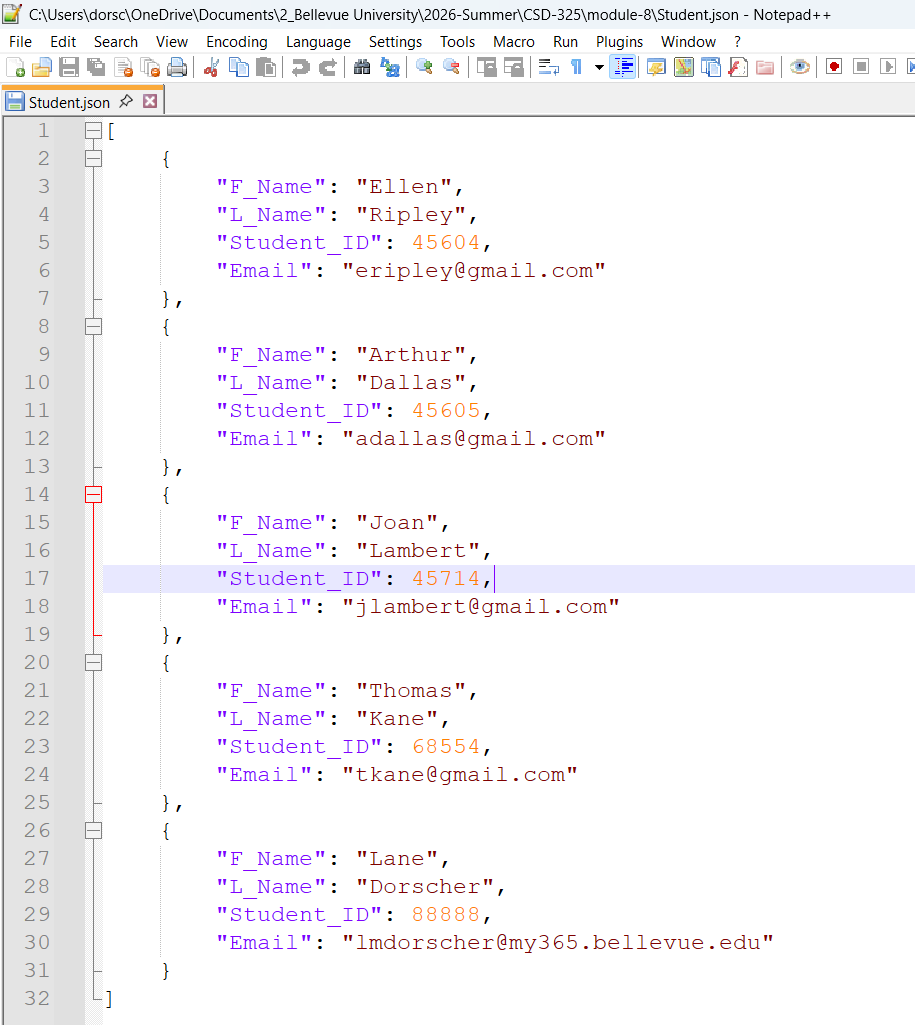 C:\Users\dorsc\OneDrive\Documents\2_Bellevue University\2026-Summer\CSD-325\module-8\Student.json - Notepad++
File Edit Search View Encoding Language Settings Tools Macro Run Plugins Window ?
Student.json
1 [
2 {
3 "F_Name": "Ellen",
4 "L_Name": "Ripley",
5 "Student_ID": 45604,
6 "Email": "eripley@gmail.com"
7 },
8 {
9 "F_Name": "Arthur",
10 "L_Name": "Dallas",
11 "Student_ID": 45605,
12 "Email": "adallas@gmail.com"
13 },
14 {
15 "F_Name": "Joan",
16 "L_Name": "Lambert",
17 "Student_ID": 45714,
18 "Email": "jlambert@gmail.com"
19 },
20 {
21 "F_Name": "Thomas",
22 "L_Name": "Kane",
23 "Student_ID": 68554,
24 "Email": "tkane@gmail.com"
25 },
26 {
27 "F_Name": "Lane",
28 "L_Name": "Dorscher",
29 "Student_ID": 88888,
30 "Email": "lmdorscher@my365.bellevue.edu"
31 }
32 ]